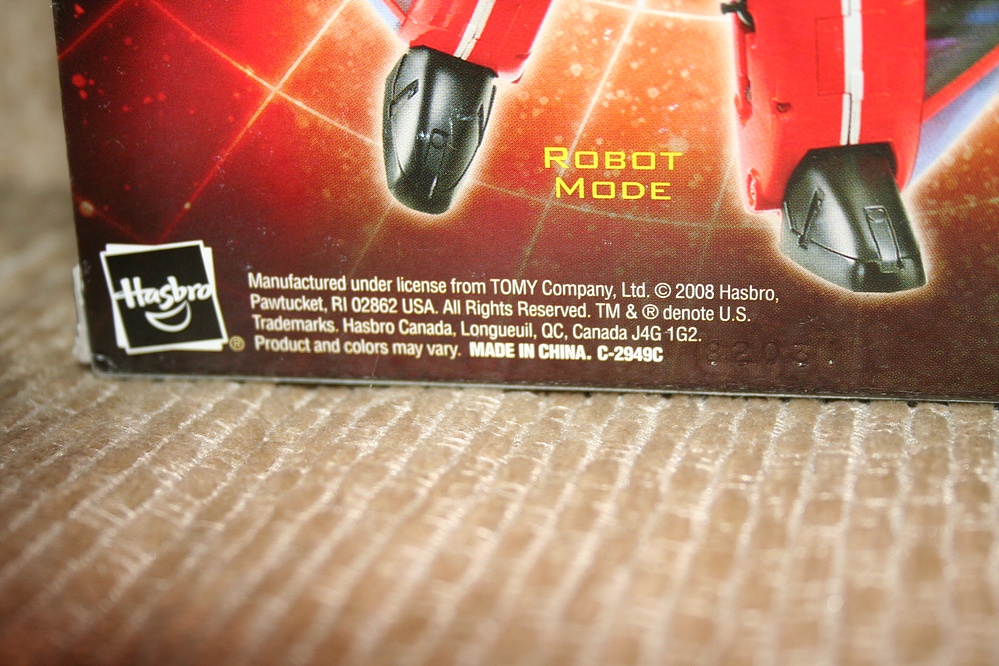 ROBOT
MODE
Hasbro
®
Manufactured under license from TOMY Company, Ltd. © 2008 Hasbro,
Pawtucket, RI 02862 USA. All Rights Reserved. TM & ® denote U.S.
Trademarks. Hasbro Canada, Longueuil, QC, Canada J4G 1G2.
Product and colors may vary. MADE IN CHINA. C-2949C